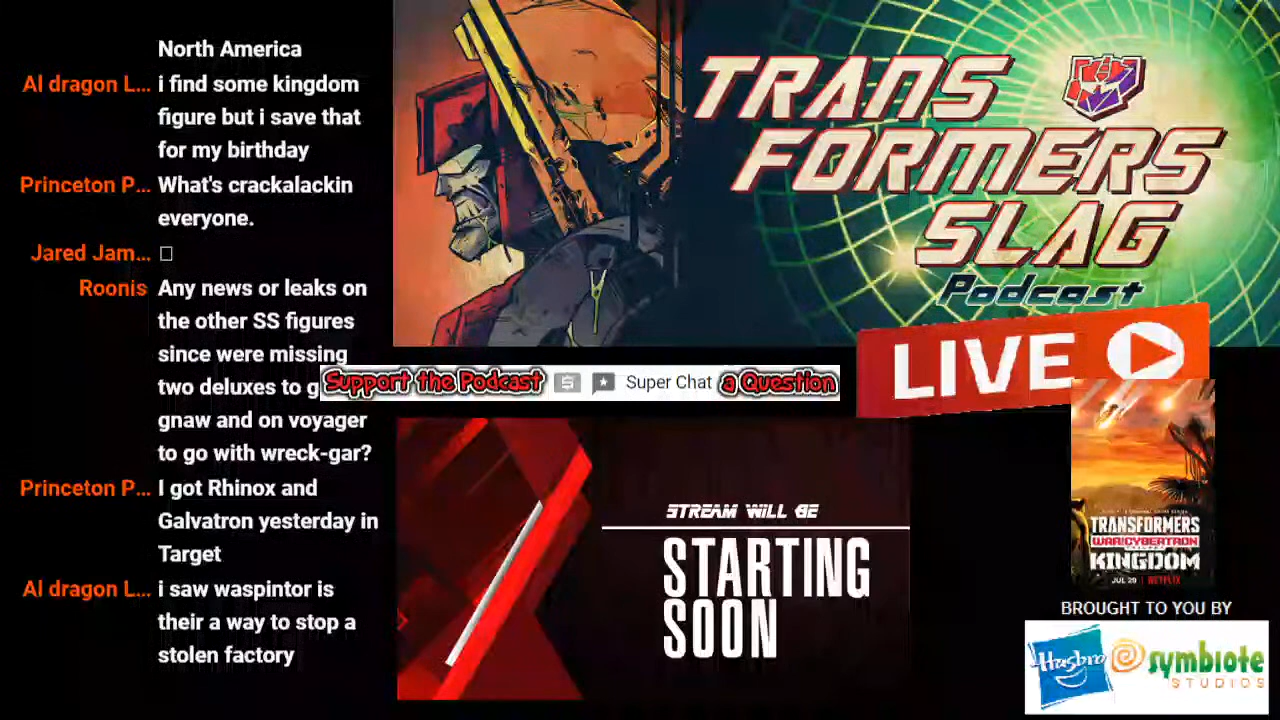 North America
Al dragon L... i find some kingdom
figure but i save that
for my birthday
Princeton P... What's crackalackin
everyone.
Jared Jam...
Roonis Any news or leaks on
the other SS figures
since were missing
two deluxes to g
gnaw and on voyager
to go with wreck-gar?
Princeton P... I got Rhinox and
Galvatron yesterday in
Target
Al dragon L... i saw waspintor is
their a way to stop a
stolen factory
TRANS
FORMERS
SLAG
Podcast
LIVE
Support the Podcast Super Chat a Question
STREAM WILL BE
STARTING
SOON
TRANSFORMERS
WAR CYBERTRON
KINGDOM
JUL 29 | NETFLIX
BROUGHT TO YOU BY
Hasbro symbiote
STUDIOS